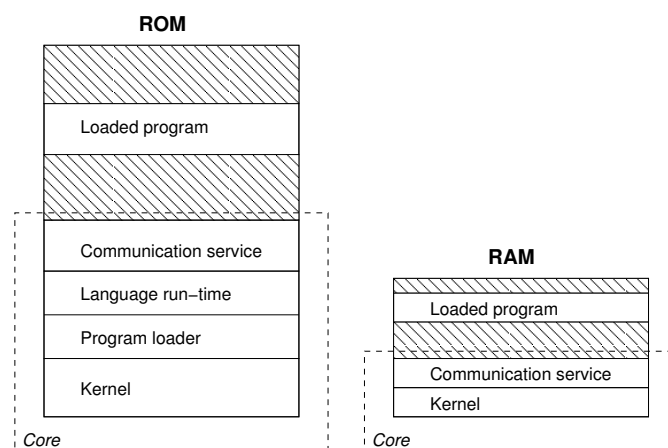 ROM
Loaded program
Communication service
Language run−time
Program loader
Kernel
Core
RAM
Loaded program
Communication service
Kernel
Core